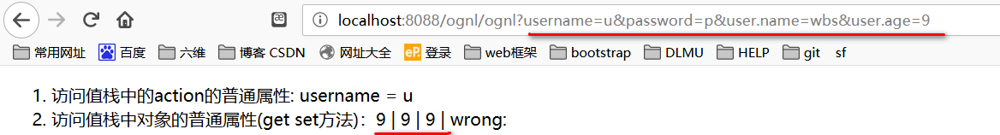 æ
localhost:8088/ognl/ognl?username=u&password=p&user.name=wbs&user.age=9
常用网址 百度 六维 博客 CSDN 网址大全 eP 登录 web框架 bootstrap DLMU HELP git sf
1. 访问值栈中的action的普通属性: username = u
2. 访问值栈中对象的普通属性(get set方法)：9 | 9 | 9 | wrong: